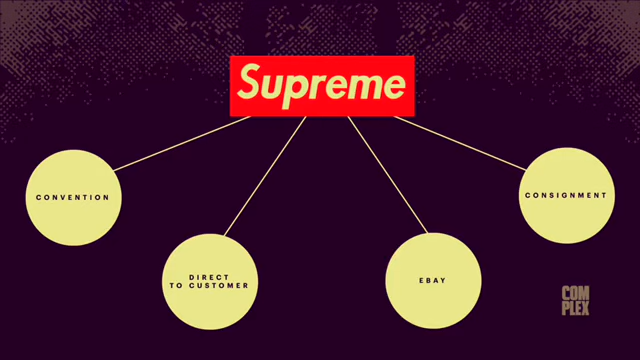 Supreme
CONVENTION
CONSIGNMENT
DIRECT
TO CUSTOMER
EBAY
COM
PLEX